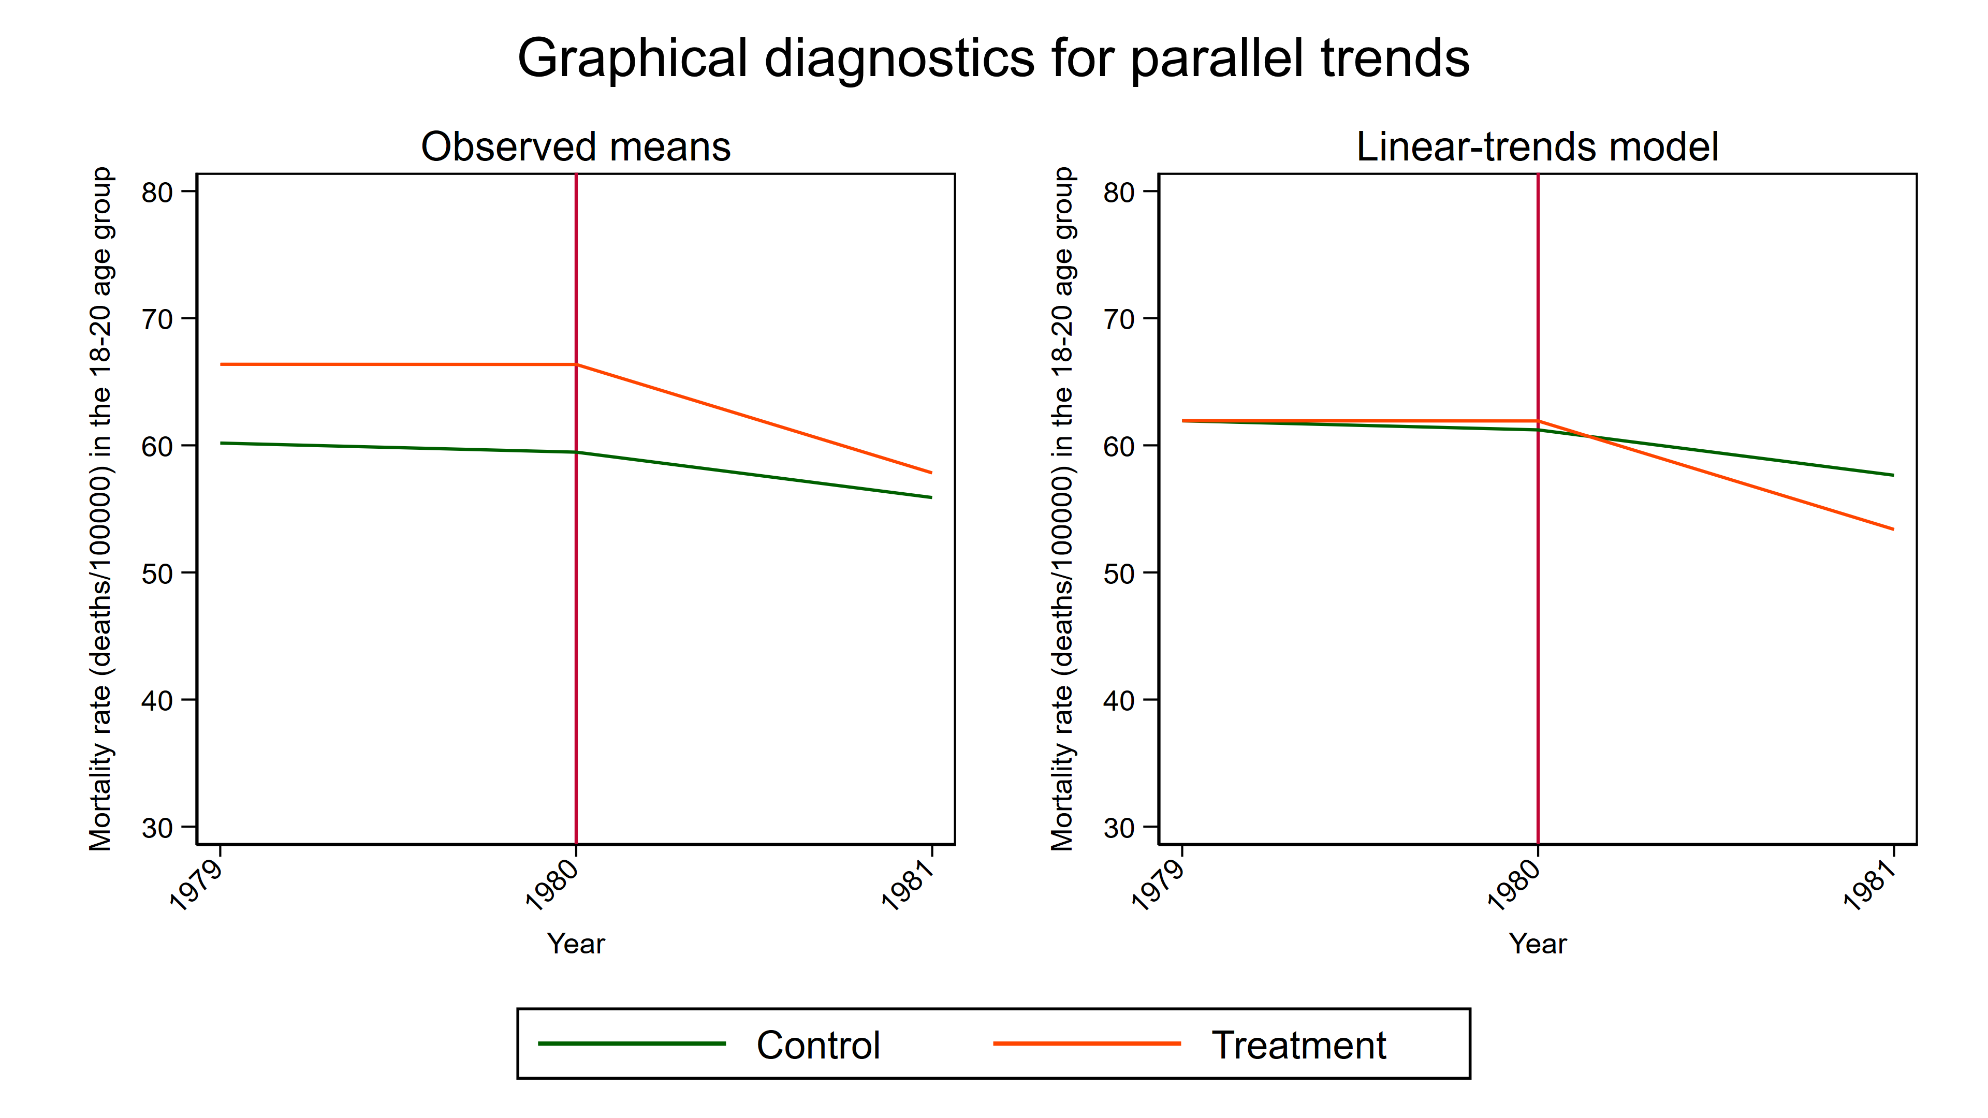 Graphical diagnostics for parallel trends
Observed means
Mortality rate (deaths/100000) in the 18-20 age group
80
70
60
50
40
30
1979
1980
1981
Year
Linear-trends model
Mortality rate (deaths/100000) in the 18-20 age group
80
70
60
50
40
30
1979
1980
1981
Year
Control
Treatment